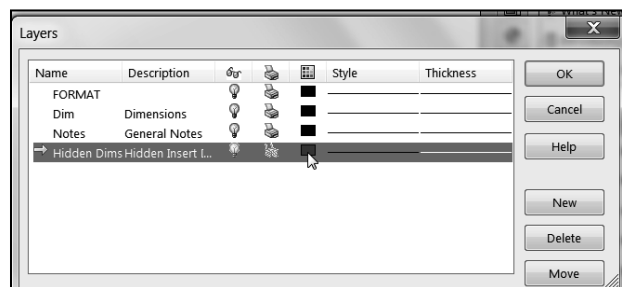 Layers
Name Description Style Thickness
FORMAT
Dim Dimensions
Notes General Notes
Hidden Dims Hidden Insert I...
OK
Cancel
Help
New
Delete
Move